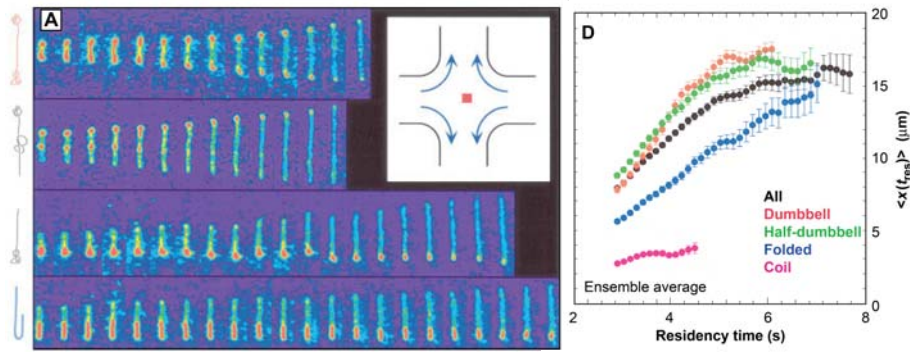 A
D
20
15
10
5
0
<x(t_res)> (μm)
All
Dumbbell
Half-dumbbell
Folded
Coil
Ensemble average
2
4
6
8
Residency time (s)